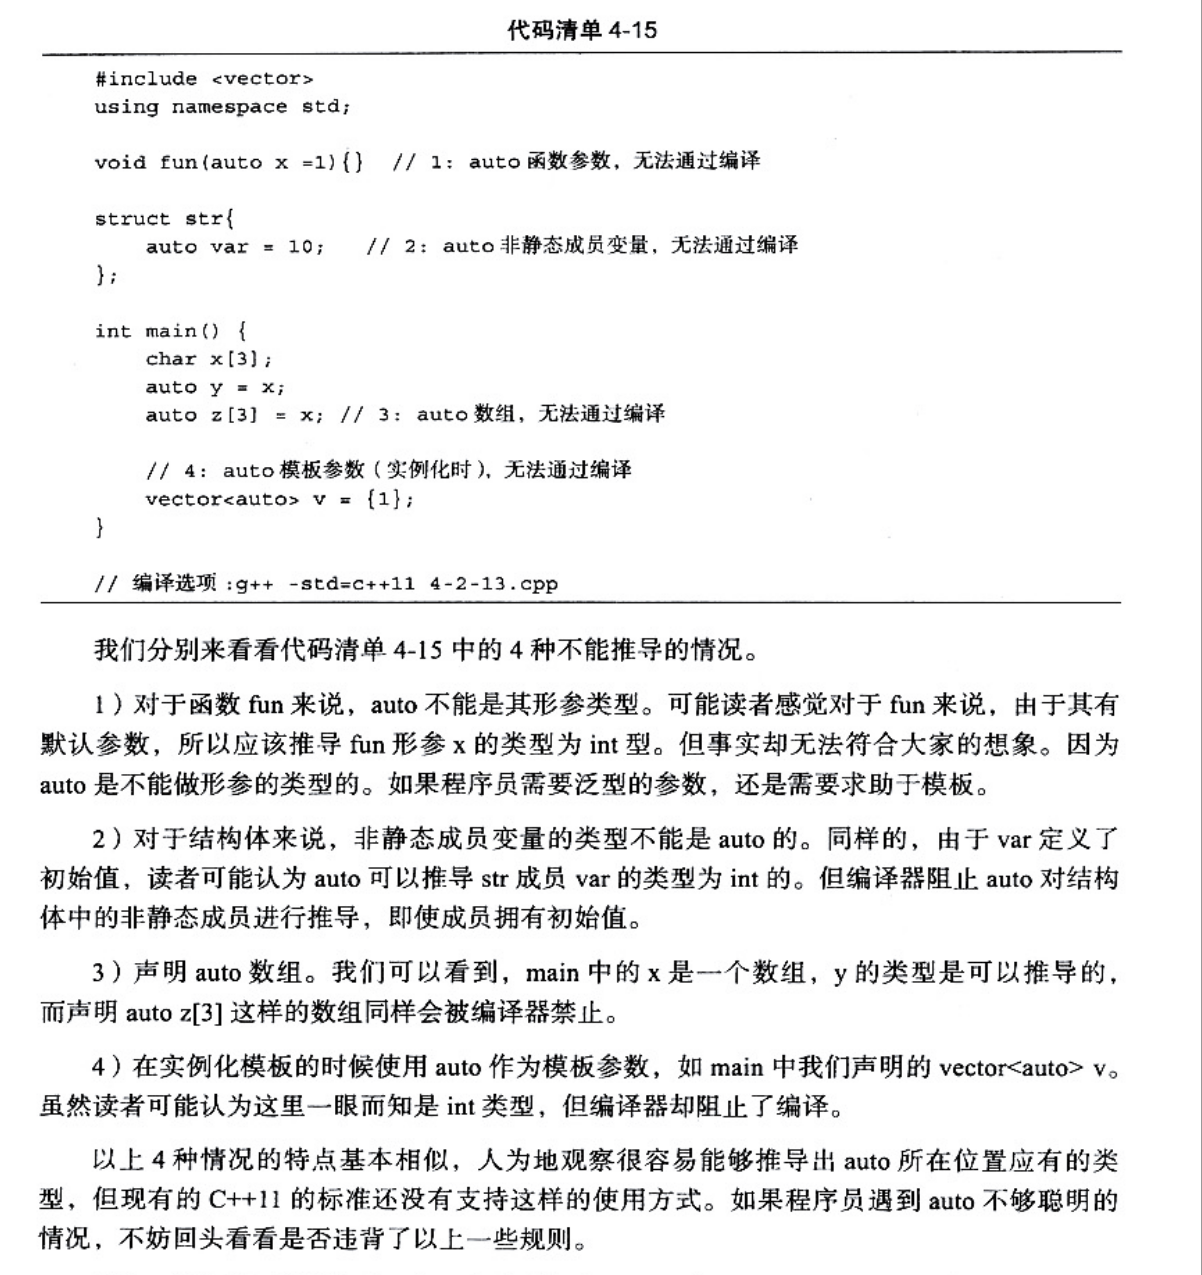 代码清单 4-15
#include <vector>
using namespace std;
void fun(auto x =1){}  // 1: auto函数参数，无法通过编译
struct str{
    auto var = 10;   // 2: auto非静态成员变量，无法通过编译
};
int main() {
    char x[3];
    auto y = x;
    auto z[3] = x; // 3: auto数组，无法通过编译
    // 4: auto模板参数（实例化时），无法通过编译
    vector<auto> v = {1};
}
// 编译选项:g++ -std=c++11 4-2-13.cpp
我们分别来看看代码清单 4-15 中的 4 种不能推导的情况。
1）对于函数 fun 来说，auto 不能是其形参类型。可能读者感觉对于 fun 来说，由于其有
默认参数，所以应该推导 fun 形参 x 的类型为 int 型。但事实却无法符合大家的想象。因为
auto 是不能做形参的类型的。如果程序员需要泛型的参数，还是需要求助于模板。
2）对于结构体来说，非静态成员变量的类型不能是 auto 的。同样的，由于 var 定义了
初始值，读者可能认为 auto 可以推导 str 成员 var 的类型为 int 的。但编译器阻止 auto 对结构
体中的非静态成员进行推导，即使成员拥有初始值。
3）声明 auto 数组。我们可以看到，main 中的 x 是一个数组，y 的类型是可以推导的，
而声明 auto z[3] 这样的数组同样会被编译器禁止。
4）在实例化模板的时候使用 auto 作为模板参数，如 main 中我们声明的 vector<auto> v。
虽然读者可能认为这里一眼而知是 int 类型，但编译器却阻止了编译。
以上 4 种情况的特点基本相似，人为地观察很容易能够推导出 auto 所在位置应有的类
型，但现有的 C++11 的标准还没有支持这样的使用方式。如果程序员遇到 auto 不够聪明的
情况，不妨回头看看是否违背了以上一些规则。